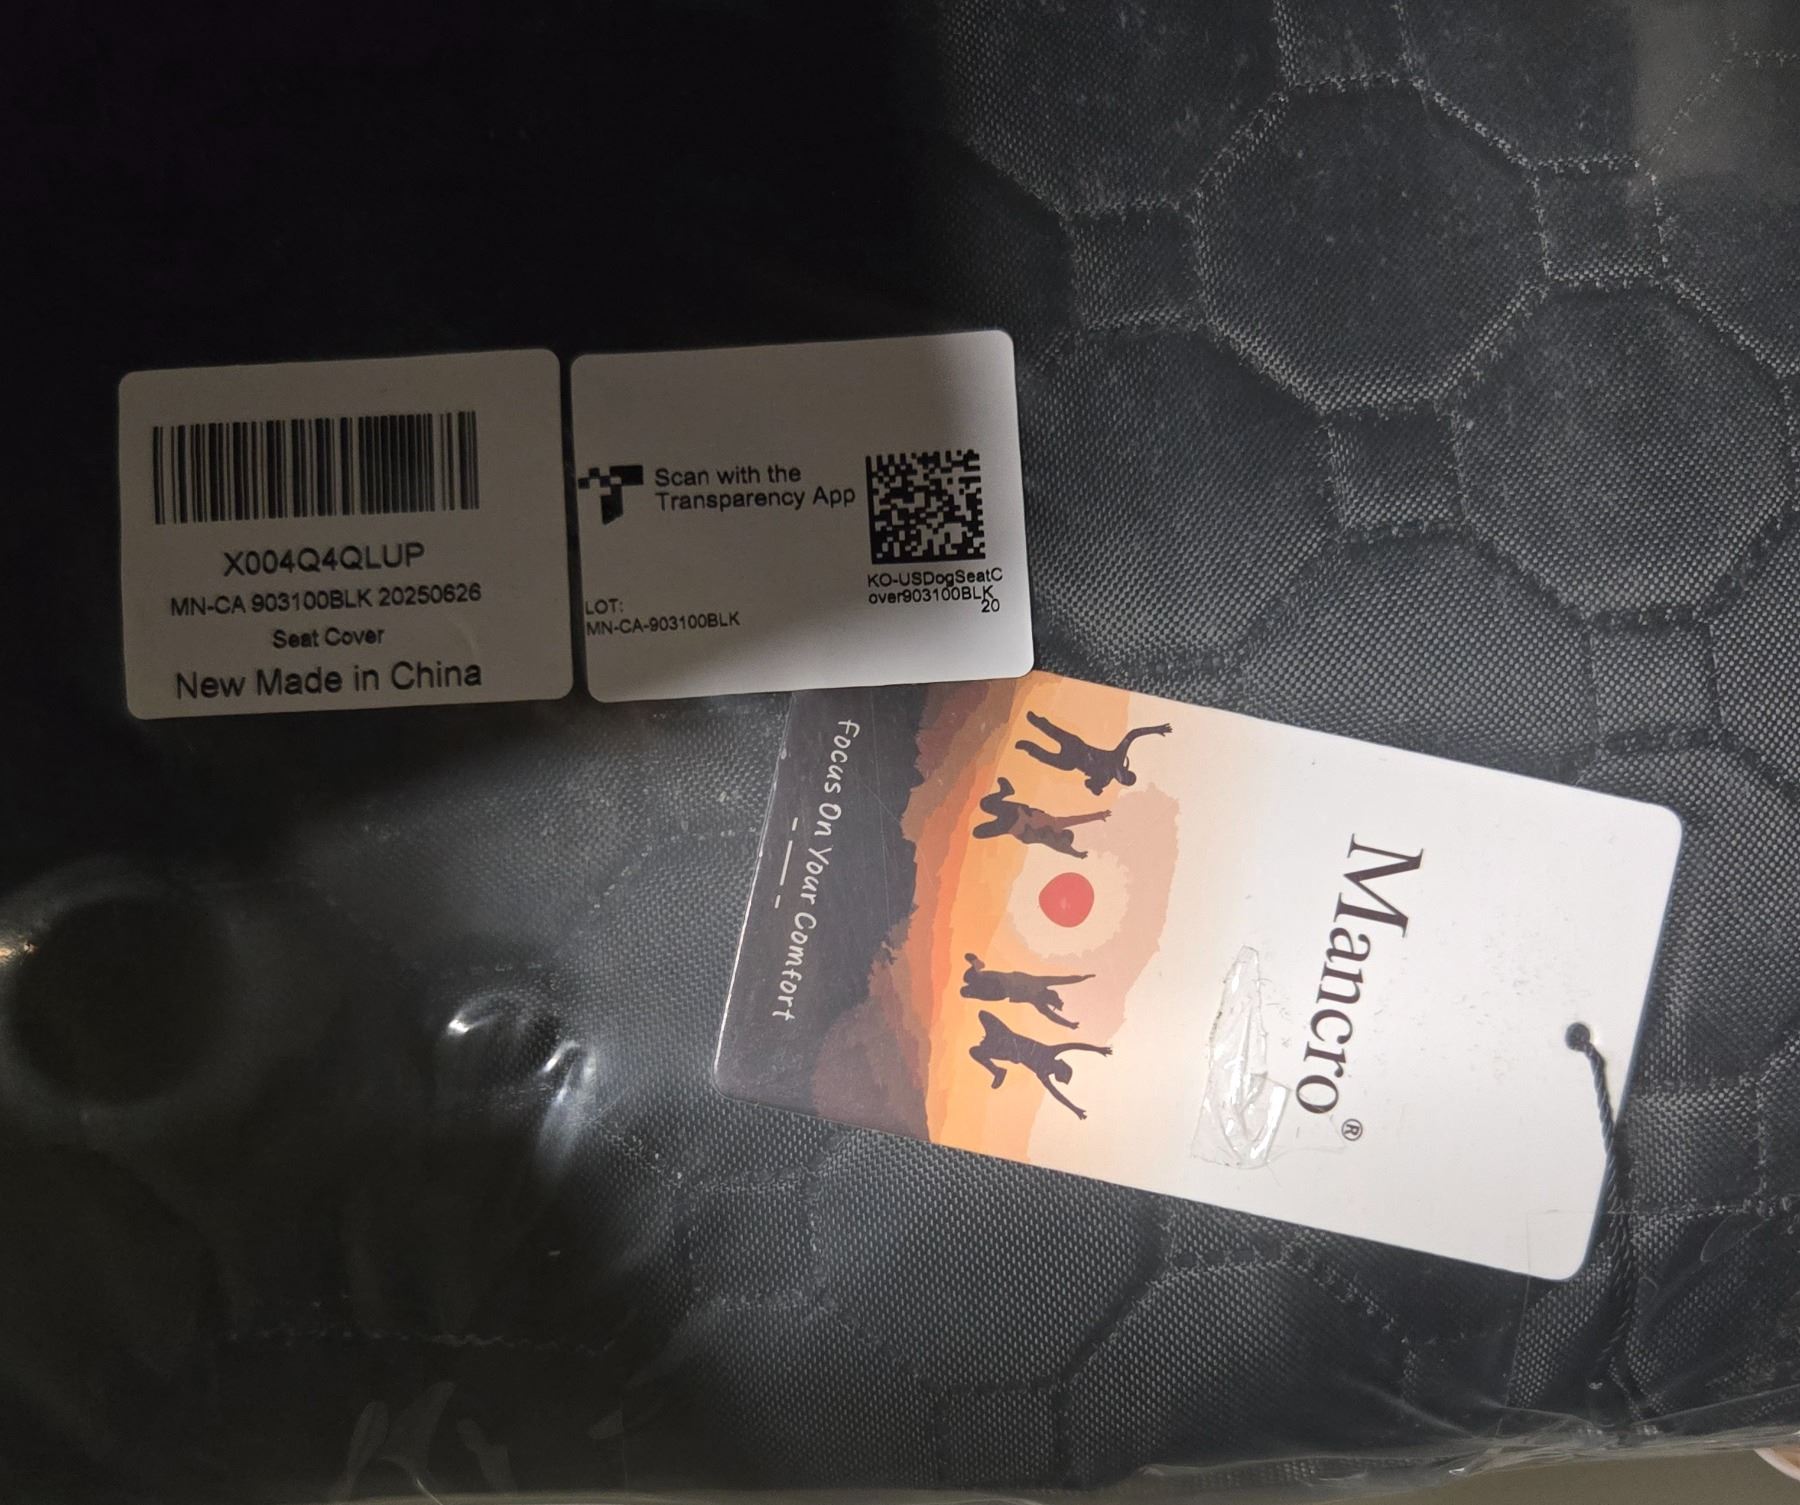 X004Q4QLUP
MN-CA 903100BLK 20250626
Seat Cover
New Made in China
Scan with the
Transparency App
KO-USDogSeatC
over903100BLK
20
LOT:
MN-CA-903100BLK
Mancro®
Focus On Your Comfort